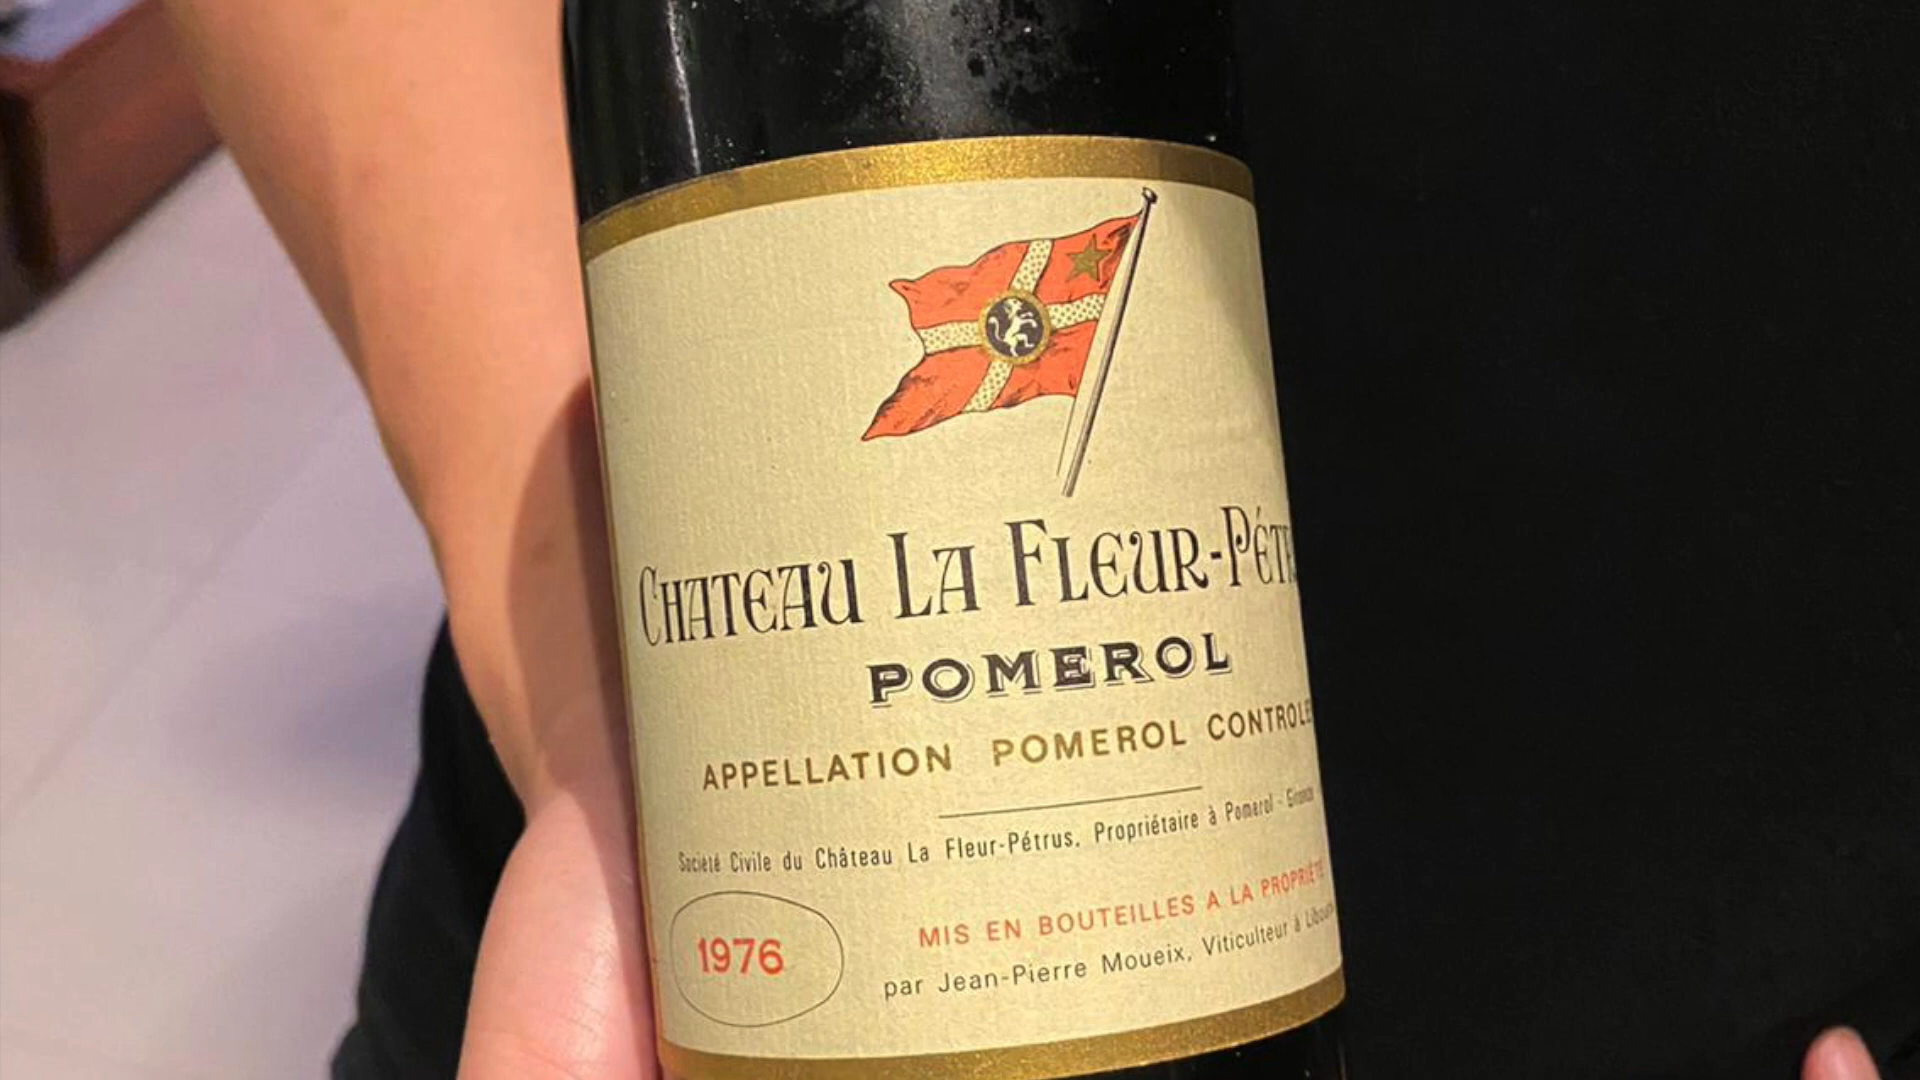 CHATEAU LA FLEUR-PÉT
POMEROL
APPELLATION POMEROL CONTROLE
Société Civile du Château La Fleur-Pétrus, Propriétaire à Pomerol - Gironde
1976
MIS EN BOUTEILLES A LA PROPRIÉTÉ
par Jean-Pierre Moueix, Viticulteur à